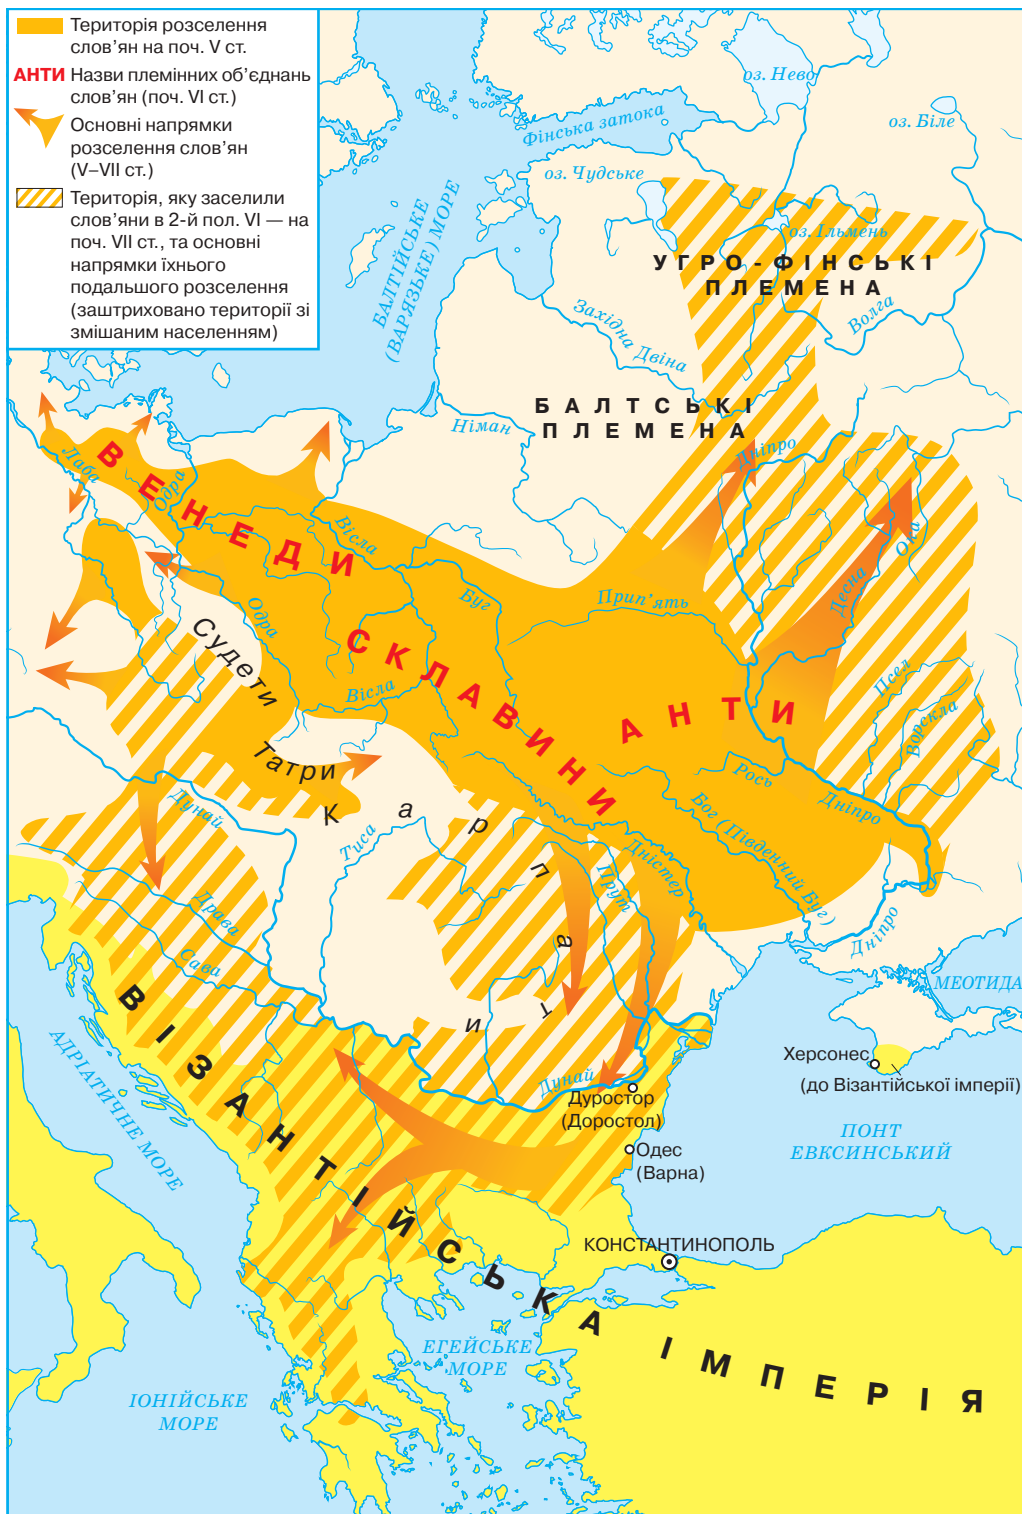 Територія розселення
слов’ян на поч. V ст.
АНТИ Назви племінних об’єднань
слов’ян (поч. VI ст.)
Основні напрямки
розселення слов’ян
(V–VII ст.)
Територія, яку заселили
слов’яни в 2-й пол. VI — на
поч. VII ст., та основні
напрямки їхнього
подальшого розселення
(заштриховано території зі
змішаним населенням)
оз. Нево
Фінська затока
оз. Біле
оз. Чудське
БАЛТІЙСЬКЕ
(ВАРЯЗЬКЕ) МОРЕ
оз. Ільмень
УГРО-ФІНСЬКІ
ПЛЕМЕНА
Волга
Західна Двіна
БАЛТСЬКІ
ПЛЕМЕНА
Німан
Дніпро
Лаба
Одра
ВЕНЕДИ
Вісла
Буг
Прип’ять
Десна
Ока
Одра
Судети
СКЛАВИНИ
Вісла
АНТИ
Псел
Ворскла
Татри
Карпати
Рось
Дніпро
Бог (Південний Буг)
Дунай
Тиса
Прут
Дністер
Драва
Сава
Дніпро
МЕОТИДА
ВІЗАНТІЙСЬКА ІМПЕРІЯ
АДРІАТИЧНЕ МОРЕ
Дунай
Дуростор
(Доростол)
Херсонес
(до Візантійської імперії)
Одес
(Варна)
ПОНТ
ЕВКСИНСЬКИЙ
КОНСТАНТИНОПОЛЬ
ЕГЕЙСЬКЕ
МОРЕ
ІОНІЙСЬКЕ
МОРЕ